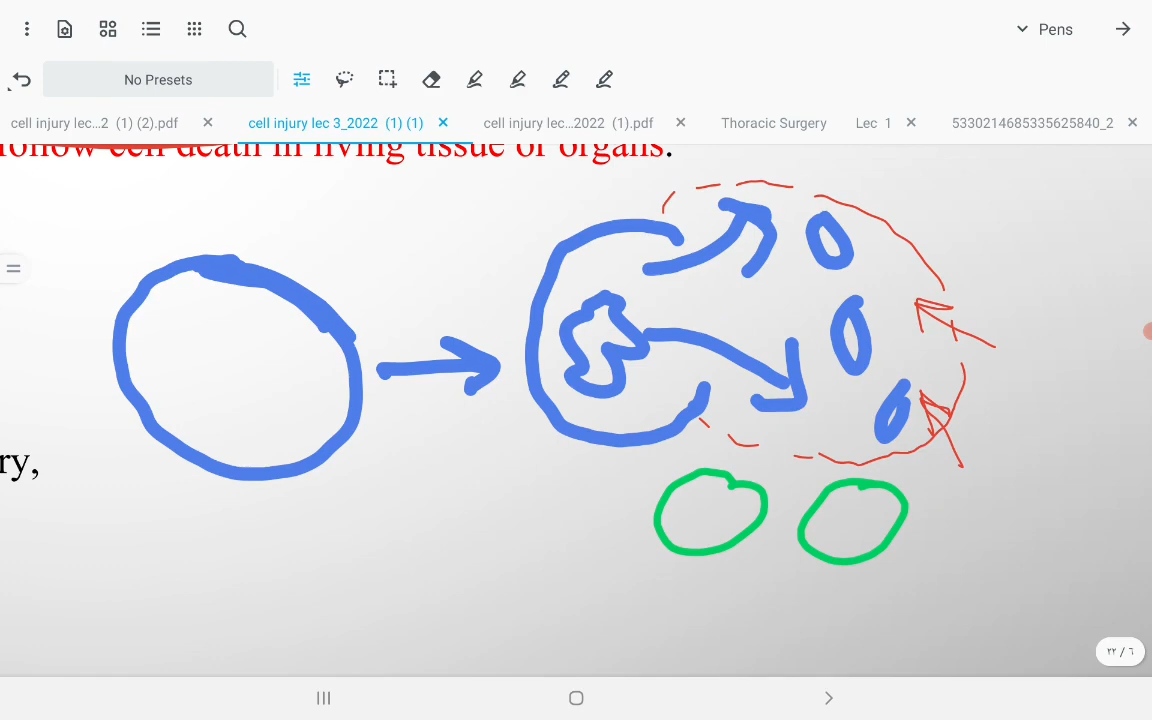 Pens
No Presets
cell injury lec...2 (1) (2).pdf
cell injury lec 3_2022 (1) (1)
cell injury lec...2022 (1).pdf
Thoracic Surgery Lec 1
5330214685335625840_2
follow cell death in living tissue or organs.
ry,
٢٢ / ٦